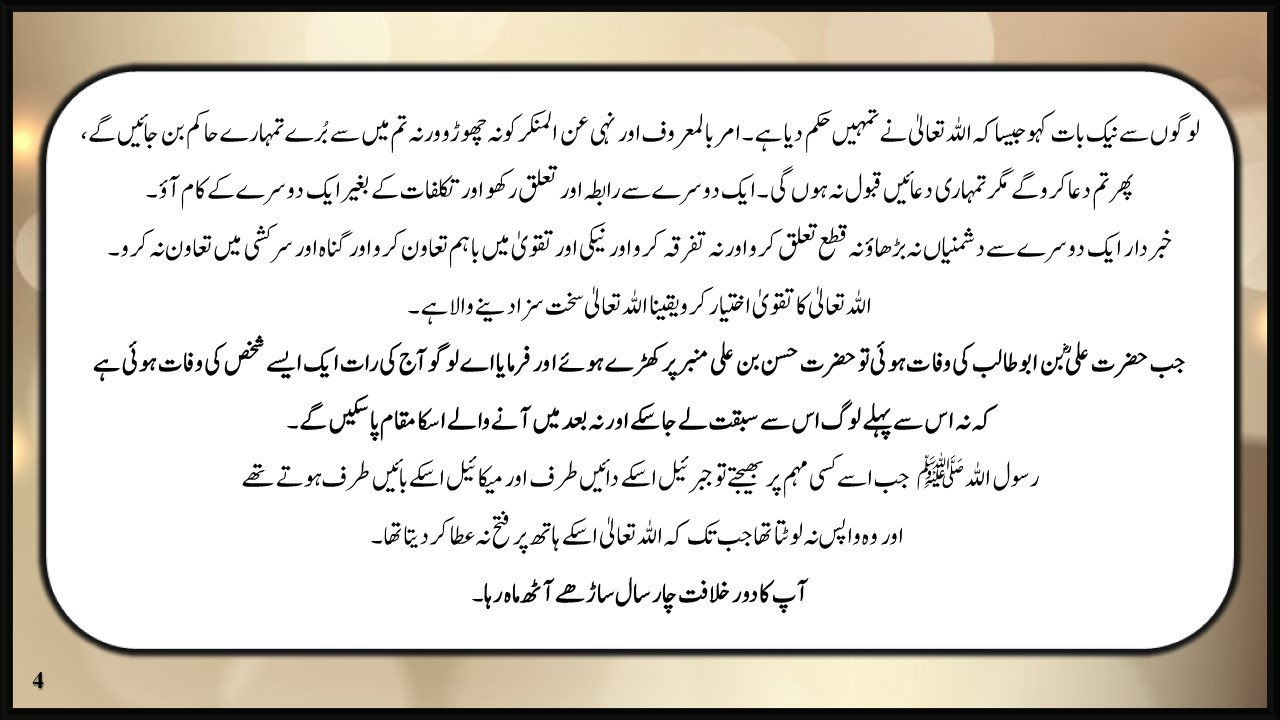 لوگوں سے نیک بات کہو جیسا کہ اللہ تعالیٰ نے تمہیں حکم دیا ہے۔ امر بالمعروف اور نہی عن المنکر کو نہ چھوڑو ورنہ تم میں سے بُرے تمہارے حاکم بن جائیں گے،
پھر تم دعا کرو گے مگر تمہاری دعائیں قبول نہ ہوں گی۔ ایک دوسرے سے رابطہ اور تعلق رکھو اور تکلفات کے بغیر ایک دوسرے کے کام آؤ۔
خبر دار ایک دوسرے سے دشمنیاں نہ بڑھاؤ نہ قطع تعلق کرو اور نہ تفرقہ کرو اور نیکی اور تقویٰ میں باہم تعاون کرو اور گناہ اور سرکشی میں تعاون نہ کرو۔
اللہ تعالیٰ کا تقویٰ اختیار کرو یقینا اللہ تعالیٰ سخت سزا دینے والا ہے۔
جب حضرت علیؓ بن ابو طالب کی وفات ہوئی تو حضرت حسن بن علی منبر پر کھڑے ہوئے اور فرمایا اے لوگو آج کی رات ایک ایسے شخص کی وفات ہوئی ہے
کہ نہ اس سے پہلے لوگ اس سے سبقت لے جاسکے اور نہ بعد میں آنے والے اسکا مقام پاسکیں گے۔
رسول اللہ ﷺ جب اسے کسی مہم پر بھیجتے تو جبرئیل اسکے دائیں طرف اور میکائیل اسکے بائیں طرف ہوتے تھے
اور وہ واپس نہ لوٹتا تھا جب تک کہ اللہ تعالیٰ اسکے ہاتھ پر فتح نہ عطا کر دیتا تھا۔
آپ کا دور خلافت چار سال ساڑھے آٹھ ماہ رہا۔
4